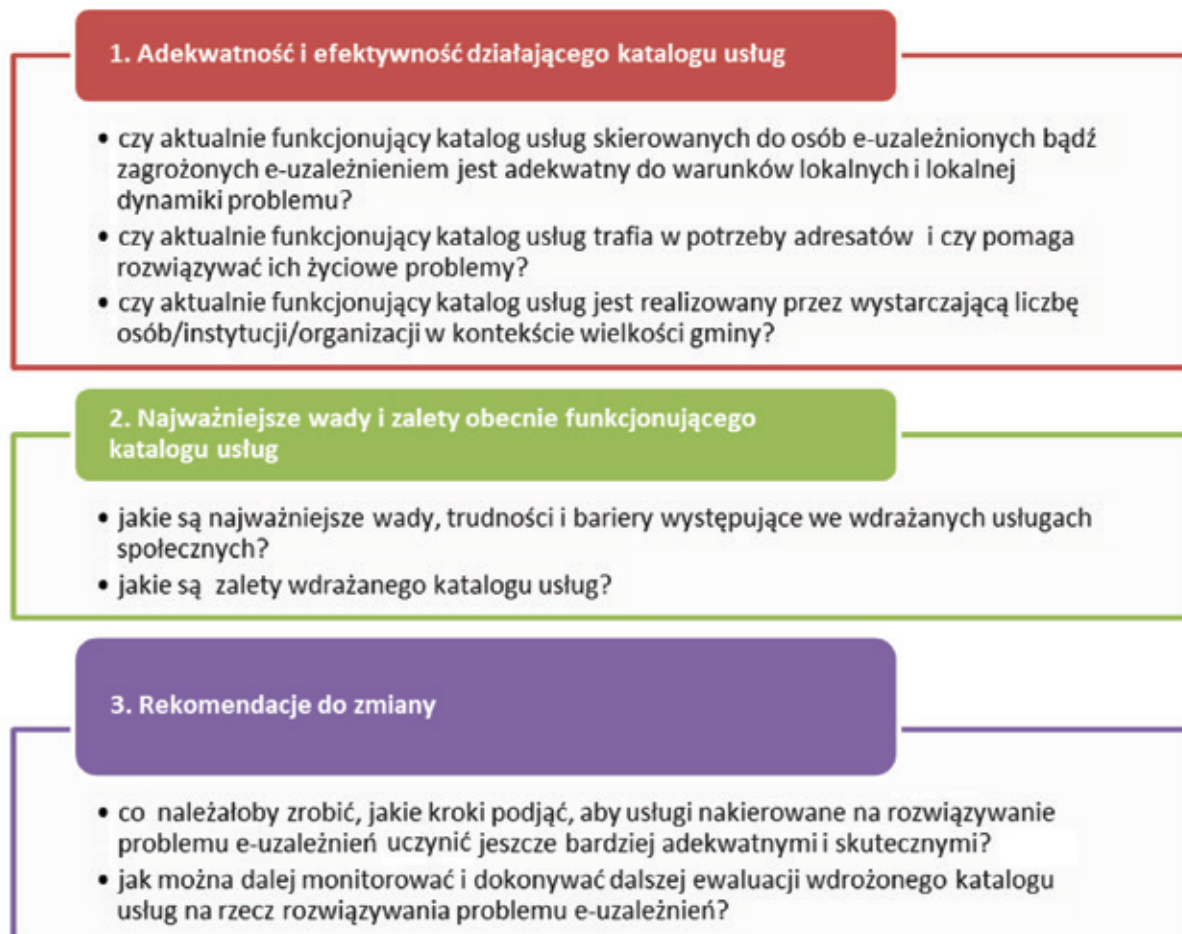 1. Adekwatność i efektywność działającego katalogu usług
• czy aktualnie funkcjonujący katalog usług skierowanych do osób e-uzależnionych bądź
zagrożonych e-uzależnieniem jest adekwatny do warunków lokalnych i lokalnej
dynamiki problemu?
• czy aktualnie funkcjonujący katalog usług trafia w potrzeby adresatów i czy pomaga
rozwiązywać ich życiowe problemy?
• czy aktualnie funkcjonujący katalog usług jest realizowany przez wystarczającą liczbę
osób/instytucji/organizacji w kontekście wielkości gminy?
2. Najważniejsze wady i zalety obecnie funkcjonującego
katalogu usług
• jakie są najważniejsze wady, trudności i bariery występujące we wdrażanych usługach
społecznych?
• jakie są zalety wdrażanego katalogu usług?
3. Rekomendacje do zmiany
• co należałoby zrobić, jakie kroki podjąć, aby usługi nakierowane na rozwiązywanie
problemu e-uzależnień uczynić jeszcze bardziej adekwatnymi i skutecznymi?
• jak można dalej monitorować i dokonywać dalszej ewaluacji wdrożonego katalogu
usług na rzecz rozwiązywania problemu e-uzależnień?